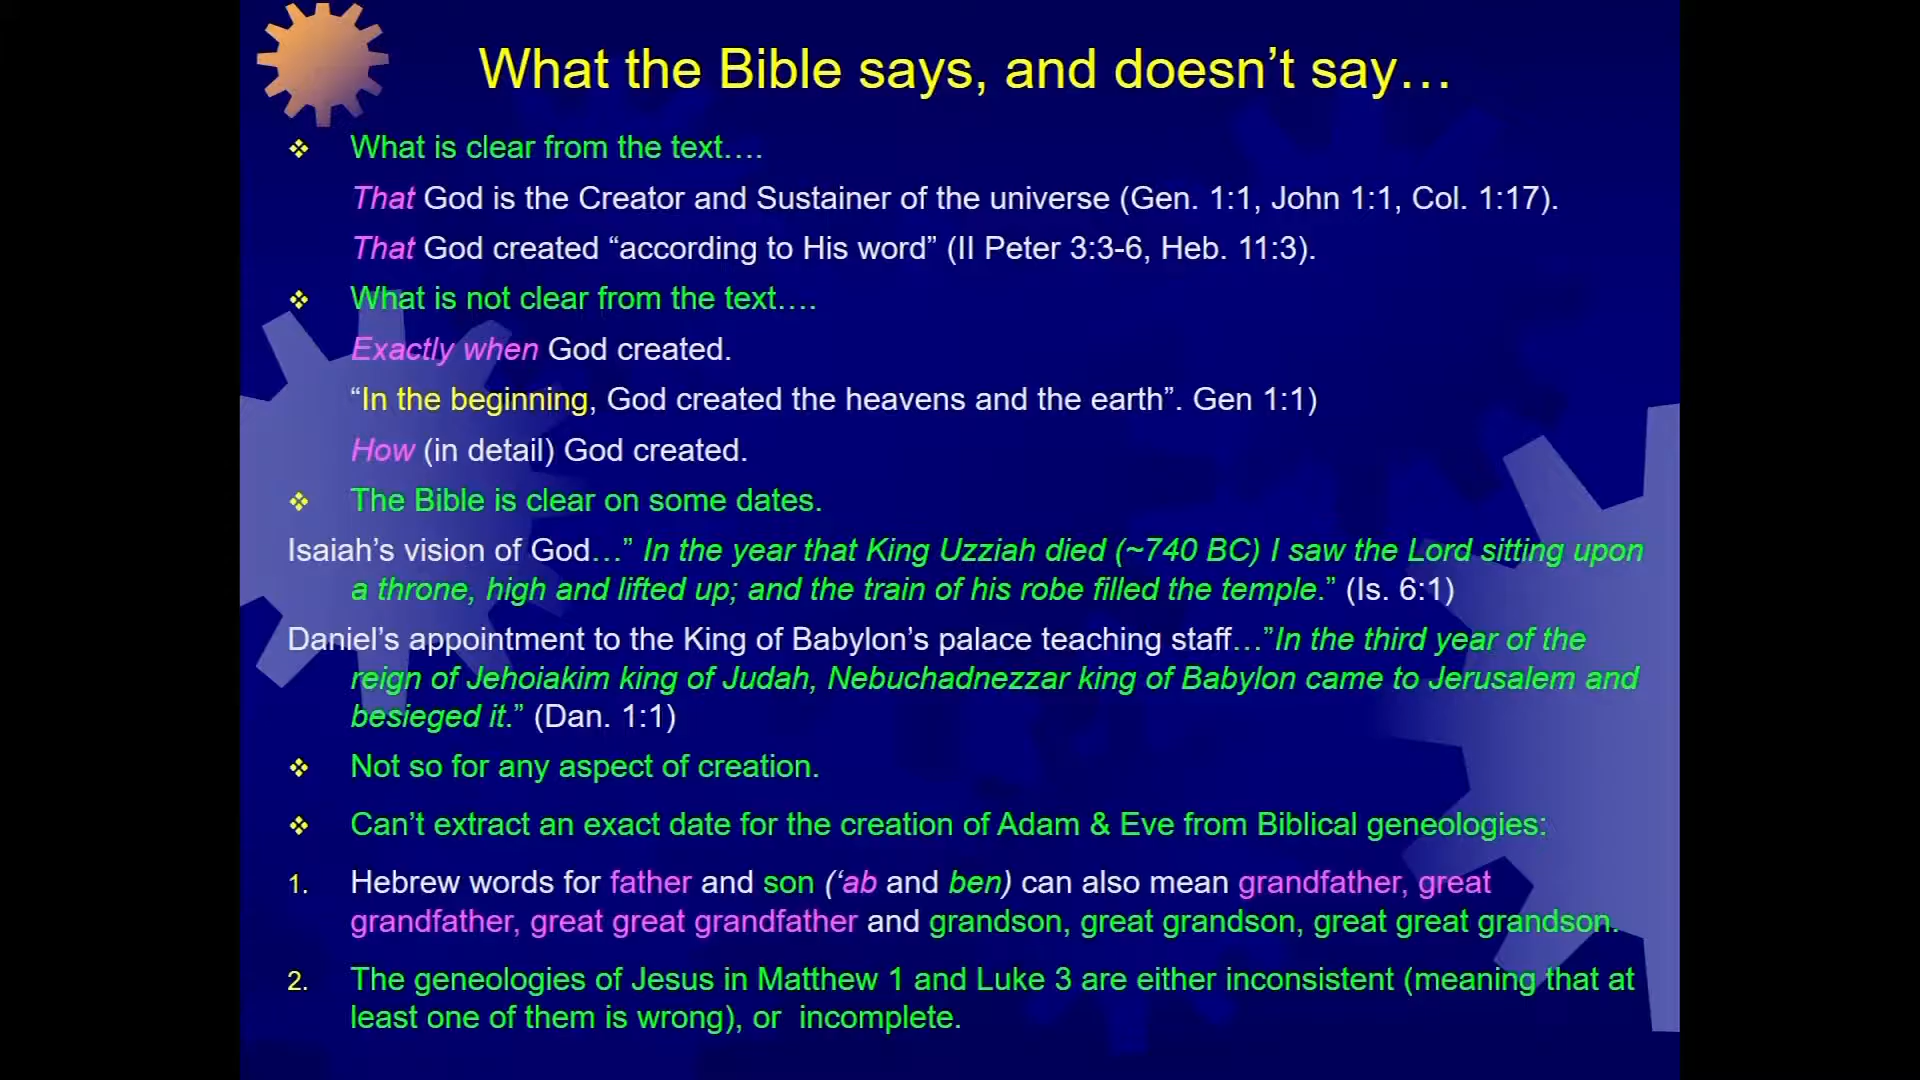 What the Bible says, and doesn’t say…
❖ What is clear from the text….
That God is the Creator and Sustainer of the universe (Gen. 1:1, John 1:1, Col. 1:17).
That God created “according to His word” (II Peter 3:3-6, Heb. 11:3).
❖ What is not clear from the text….
Exactly when God created.
“In the beginning, God created the heavens and the earth”. Gen 1:1)
How (in detail) God created.
❖ The Bible is clear on some dates.
Isaiah’s vision of God…” In the year that King Uzziah died (~740 BC) I saw the Lord sitting upon
a throne, high and lifted up; and the train of his robe filled the temple.” (Is. 6:1)
Daniel’s appointment to the King of Babylon’s palace teaching staff…”In the third year of the
reign of Jehoiakim king of Judah, Nebuchadnezzar king of Babylon came to Jerusalem and
besieged it.” (Dan. 1:1)
❖ Not so for any aspect of creation.
❖ Can’t extract an exact date for the creation of Adam & Eve from Biblical geneologies:
1. Hebrew words for father and son (‘ab and ben) can also mean grandfather, great
grandfather, great great grandfather and grandson, great grandson, great great grandson.
2. The geneologies of Jesus in Matthew 1 and Luke 3 are either inconsistent (meaning that at
least one of them is wrong), or  incomplete.